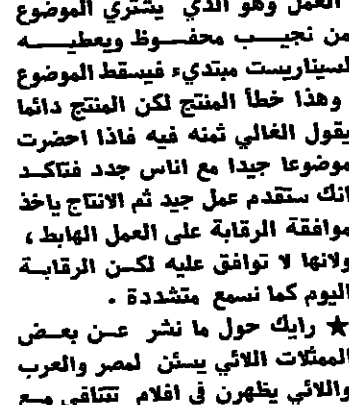 العمل وهو الذي يشتري الموضوع
من نجيب محفوظ ويعطيه
لسيناريست مبتديء فيسقط الموضوع
وهذا خطأ المنتج لكن المنتج دائما
يقول الغالي ثمنه فيه فاذا احضرت
موضوعا جيدا مع اناس جدد فتاكد
انك ستقدم عمل جيد ثم الانتاج ياخذ
موافقة الرقابة على العمل الهابط ،
ولانها لا توافق عليه لكن الرقابة
اليوم كما نسمع متشددة .
★ رايك حول ما نشر عن بعض
الممثلات اللائي يسئن لمصر والعرب
واللائي يظهرن في افلام تتنافى مع